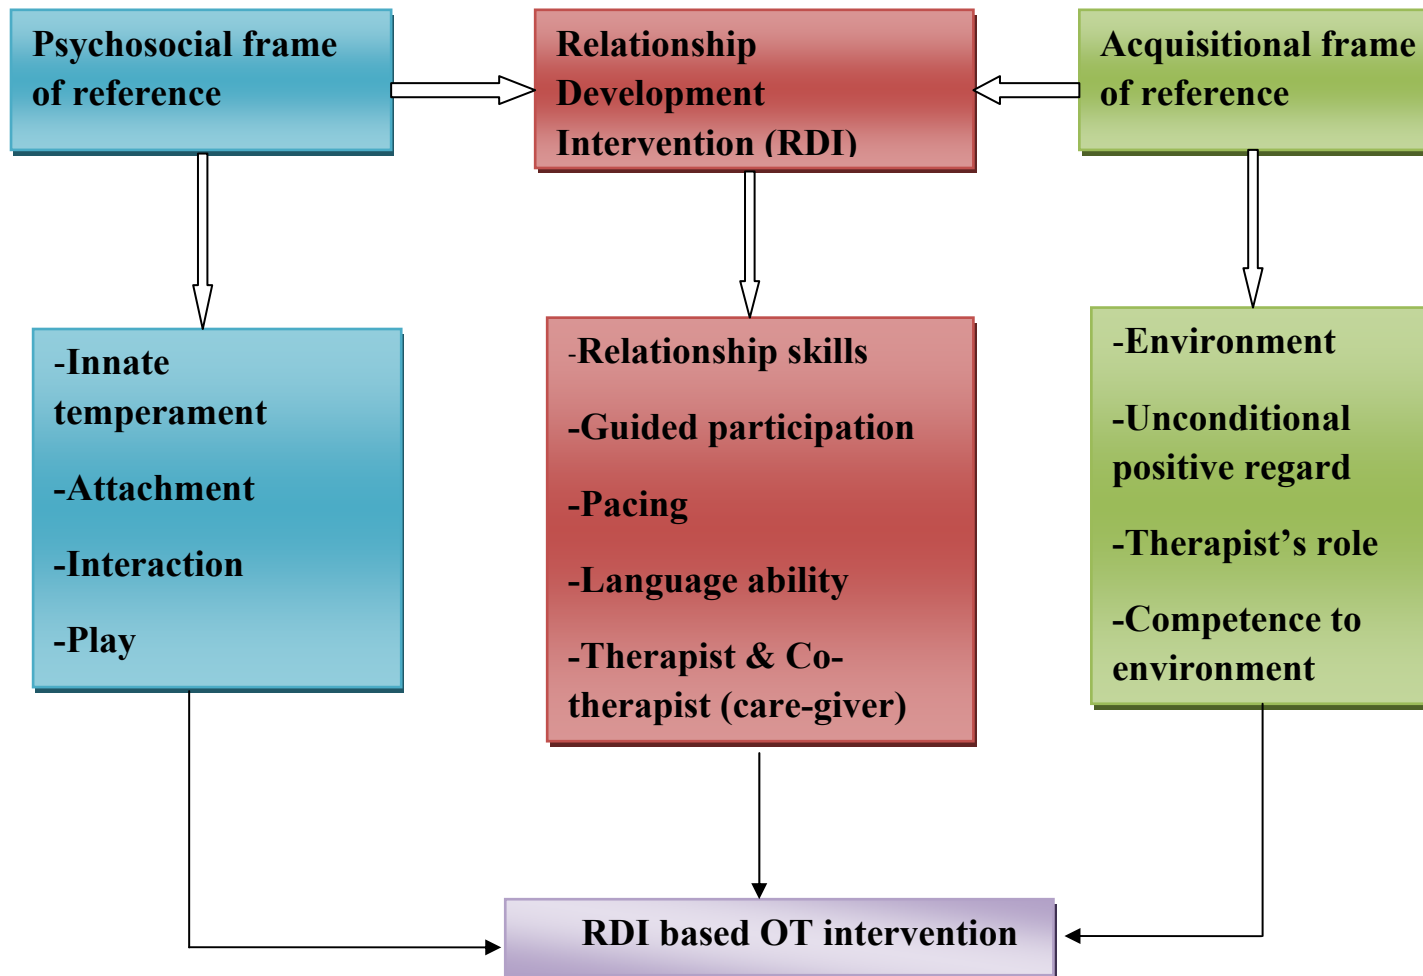 Psychosocial frame
of reference
Relationship
Development
Intervention (RDI)
Acquisitional frame
of reference
-Innate
temperament
-Attachment
-Interaction
-Play
-Relationship skills
-Guided participation
-Pacing
-Language ability
-Therapist & Co-
therapist (care-giver)
-Environment
-Unconditional
positive regard
-Therapist’s role
-Competence to
environment
RDI based OT intervention